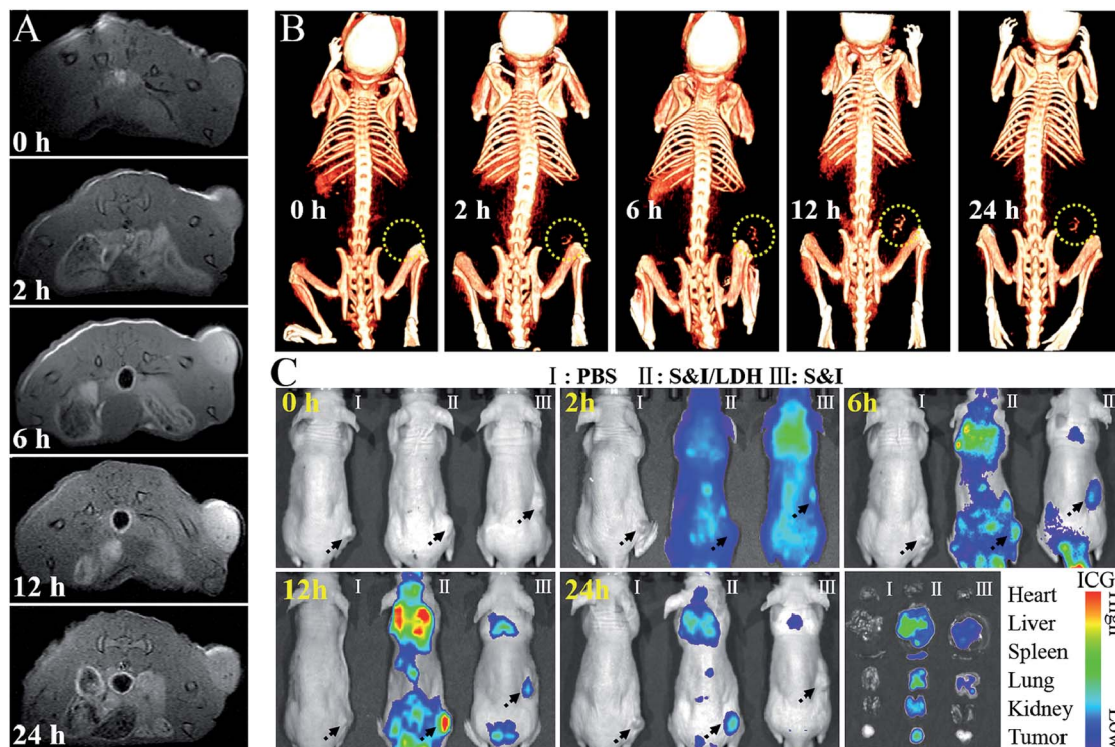 A
0 h
2 h
6 h
12 h
24 h
B
0 h
2 h
6 h
12 h
24 h
C
Ⅰ : PBS Ⅱ: S&I/LDH Ⅲ: S&I
0 h
Ⅰ
Ⅱ
Ⅲ
2h
Ⅰ
Ⅱ
Ⅲ
6h
Ⅰ
Ⅱ
Ⅲ
12h
Ⅰ
Ⅱ
Ⅲ
24h
Ⅰ
Ⅱ
Ⅲ
Ⅰ
Ⅱ
Ⅲ
Heart
Liver
Spleen
Lung
Kidney
Tumor
ICG
High
Low